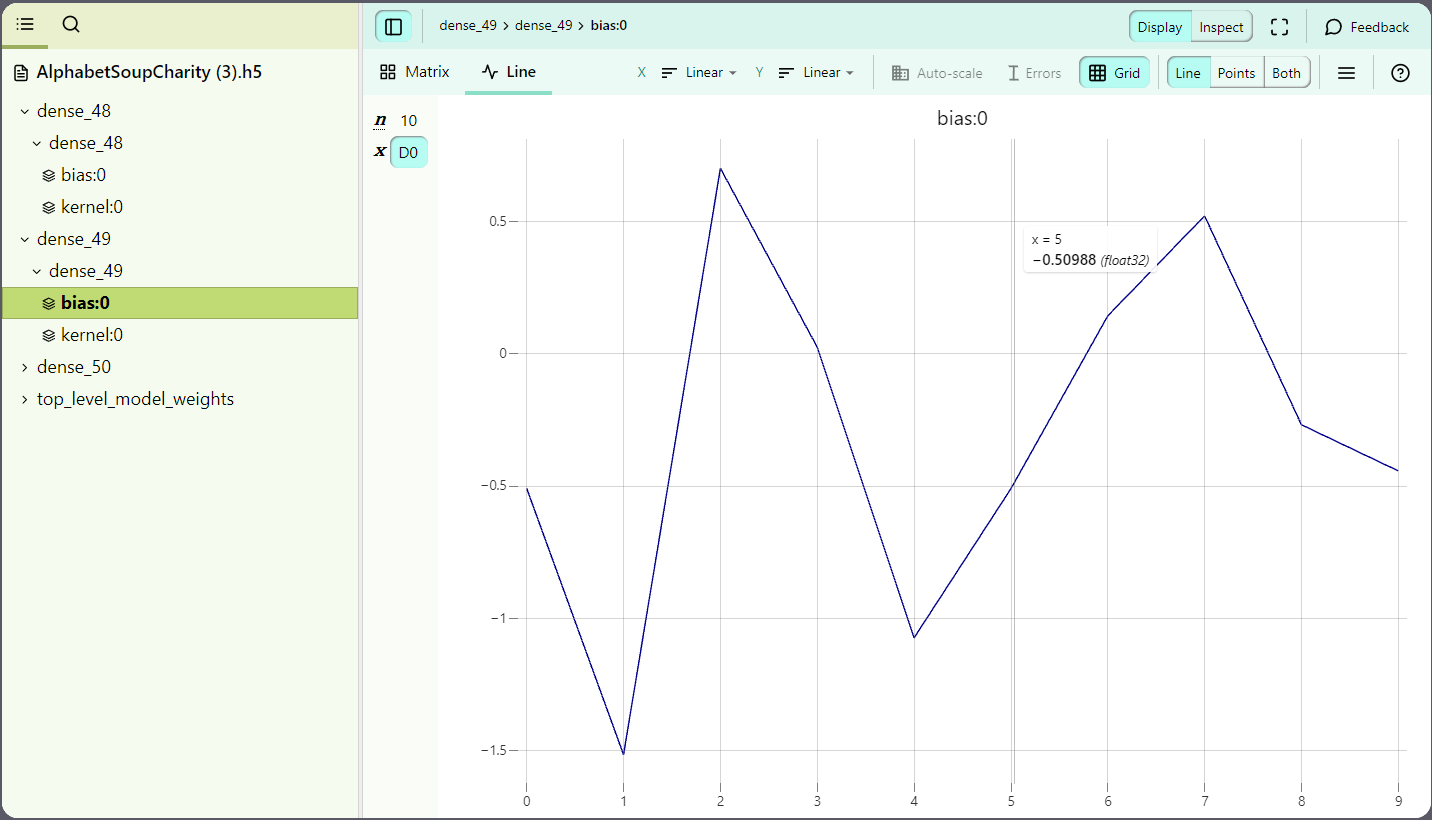 dense_49 > dense_49 > bias:0
Display Inspect
Feedback
AlphabetSoupCharity (3).h5
dense_48
dense_48
bias:0
kernel:0
dense_49
dense_49
bias:0
kernel:0
dense_50
top_level_model_weights
Matrix Line X Linear Y Linear Auto-scale Errors Grid Line Points Both
n 10
x D0
bias:0
0.5
0
−0.5
−1
−1.5
x = 5
−0.50988 (float32)
0 1 2 3 4 5 6 7 8 9